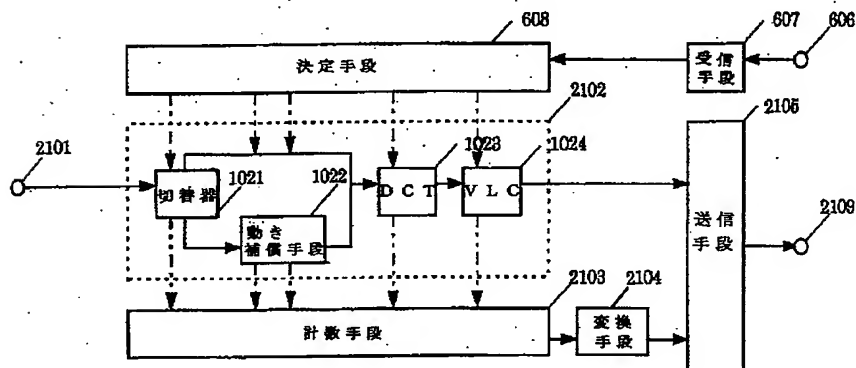 608
607
606
決定手段
受信
手段
2102
2105
2101
1023
1024
切替器
1021
1022
DCT
VLC
動き
補償手段
送信
手段
2109
2103
2104
計数手段
変換
手段